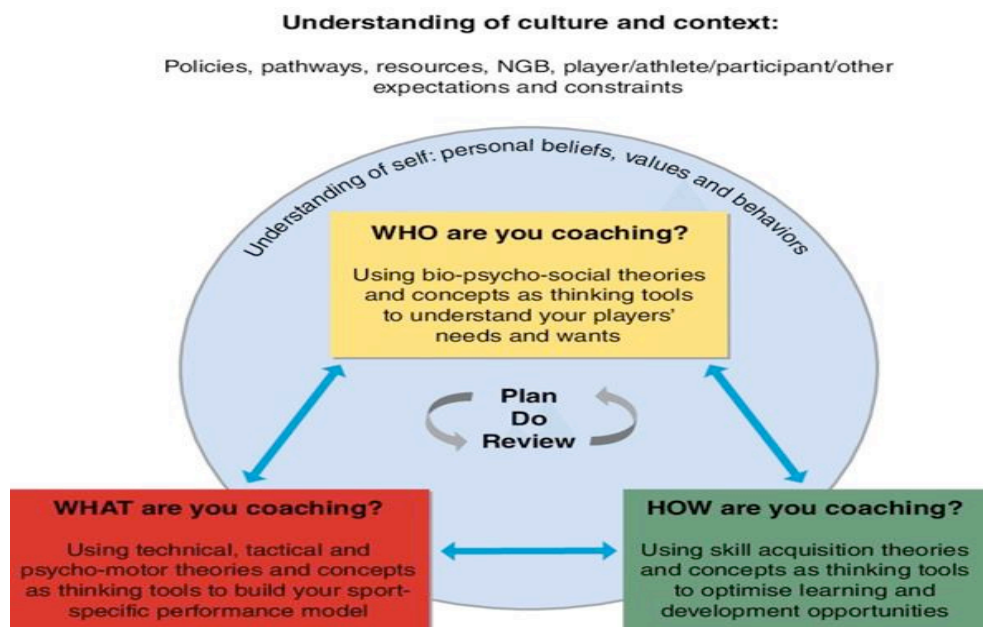 Understanding of culture and context:
Policies, pathways, resources, NGB, player/athlete/participant/other
expectations and constraints
Understanding of self: personal beliefs, values and behaviors
WHO are you coaching?
Using bio-psycho-social theories
and concepts as thinking tools
to understand your players'
needs and wants
Plan
Do
Review
WHAT are you coaching?
Using technical, tactical and
psycho-motor theories and concepts
as thinking tools to build your sport-
specific performance model
HOW are you coaching?
Using skill acquisition theories
and concepts as thinking tools
to optimise learning and
development opportunities